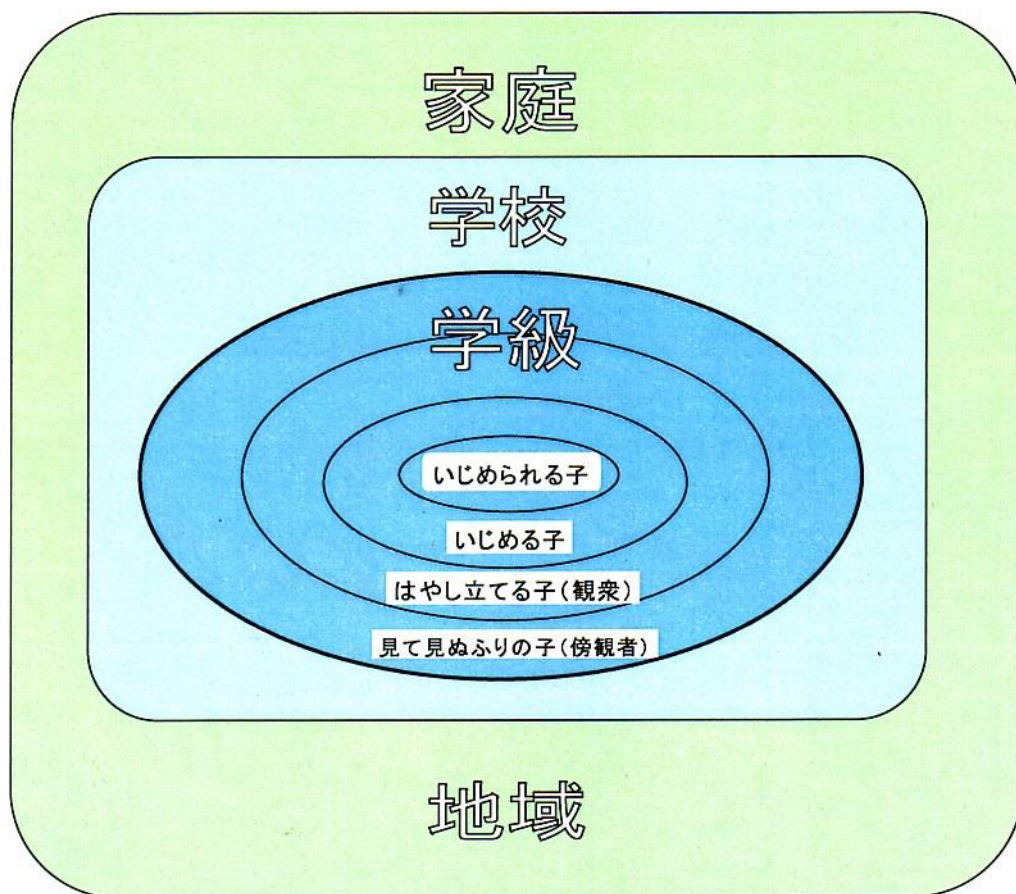 家庭
学校
学級
いじめられる子
いじめる子
はやし立てる子(観衆)
見て見ぬふりの子(傍観者)
地域